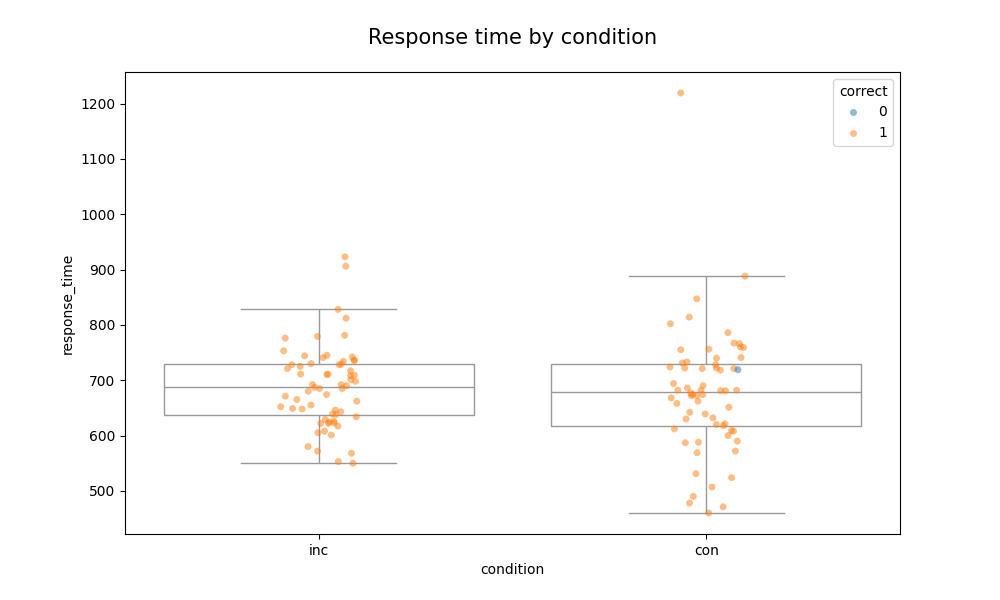 Response time by condition
correct
0
1
1200
1100
1000
900
800
700
600
500
response_time
inc
con
condition